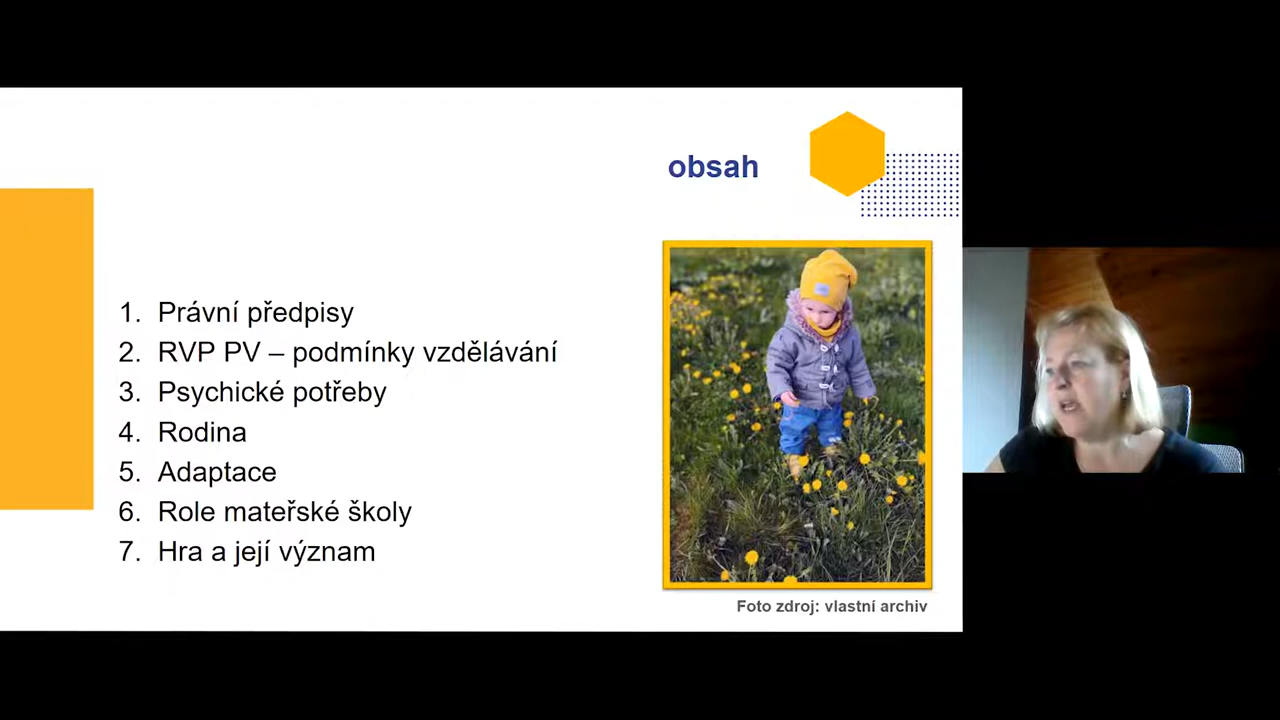 obsah
1. Právní předpisy
2. RVP PV – podmínky vzdělávání
3. Psychické potřeby
4. Rodina
5. Adaptace
6. Role mateřské školy
7. Hra a její význam
Foto zdroj: vlastní archiv